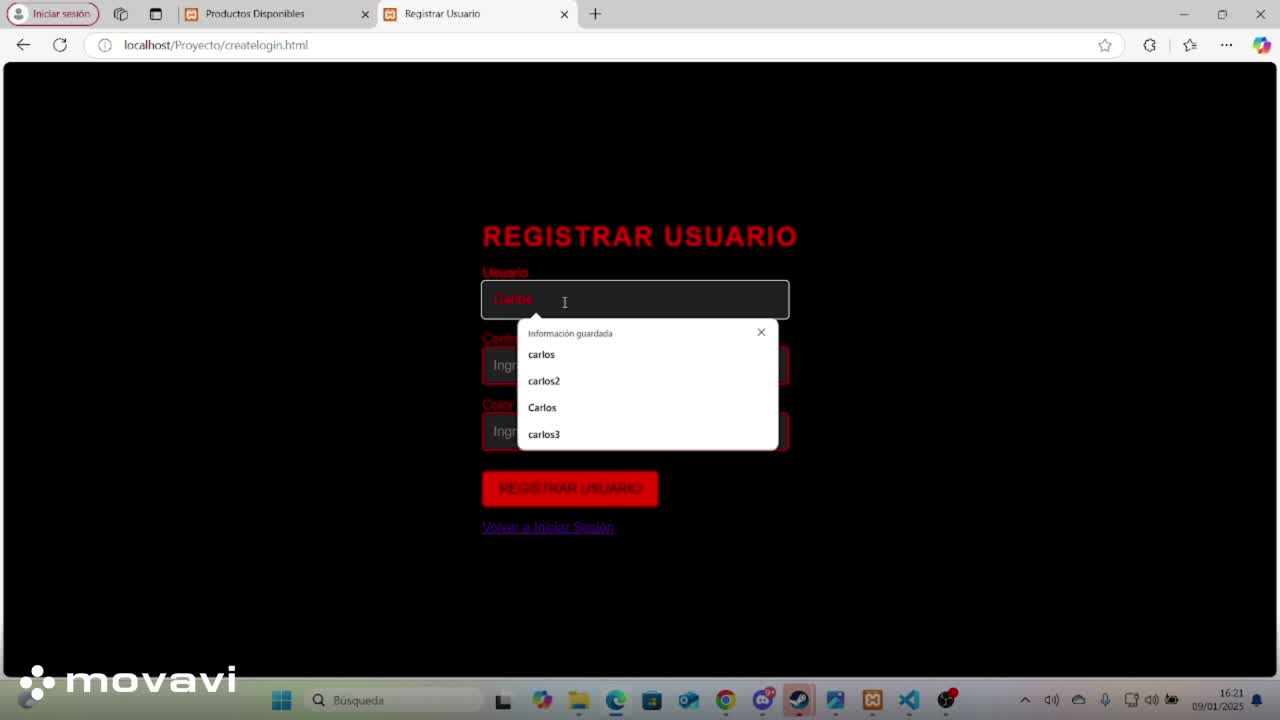 Iniciar sesión
Productos Disponibles
Registrar Usuario
localhost/Proyecto/createlogin.html
REGISTRAR USUARIO
Usuario
Carlos
Información guardada
carlos
carlos2
Carlos
carlos3
Color
REGISTRAR USUARIO
Volver a Iniciar Sesión
movavi
Búsqueda
16:21
09/01/2025